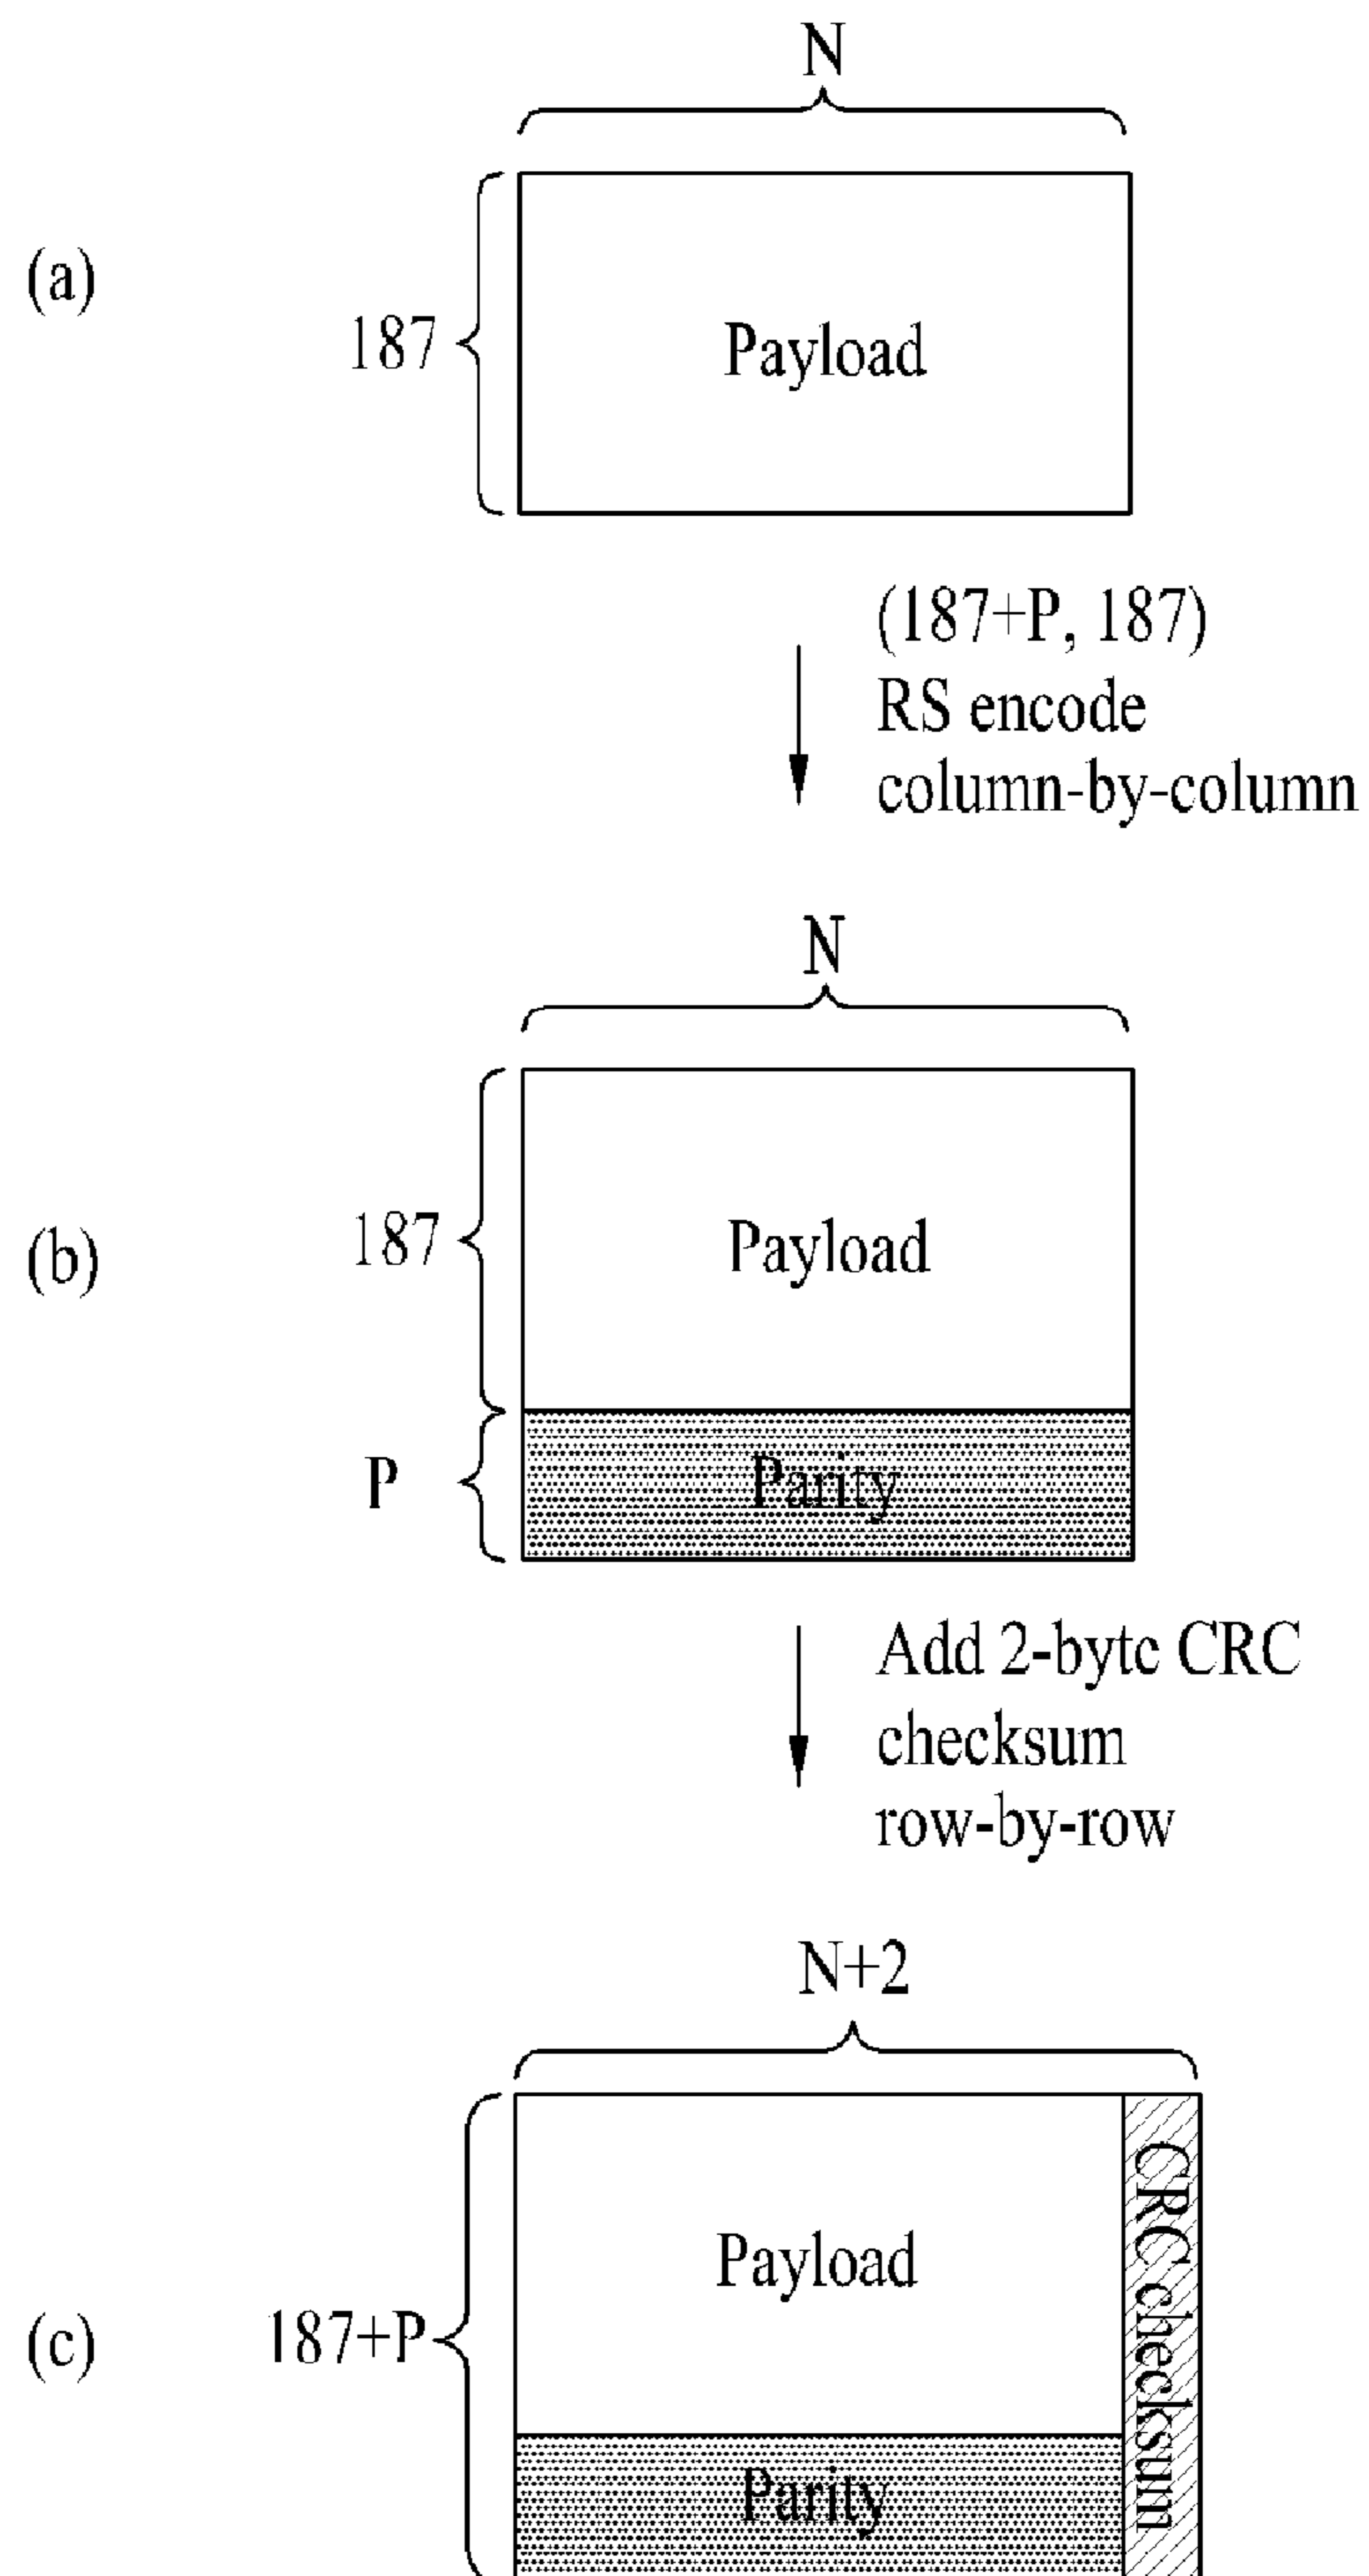 N
(a)
187
Payload
(187+P, 187)
RS encode
column-by-column
N
(b)
187
Payload
P
Parity
Add 2-byte CRC
checksum
row-by-row
N+2
(c)
187+P
Payload
CRC checksum
Parity